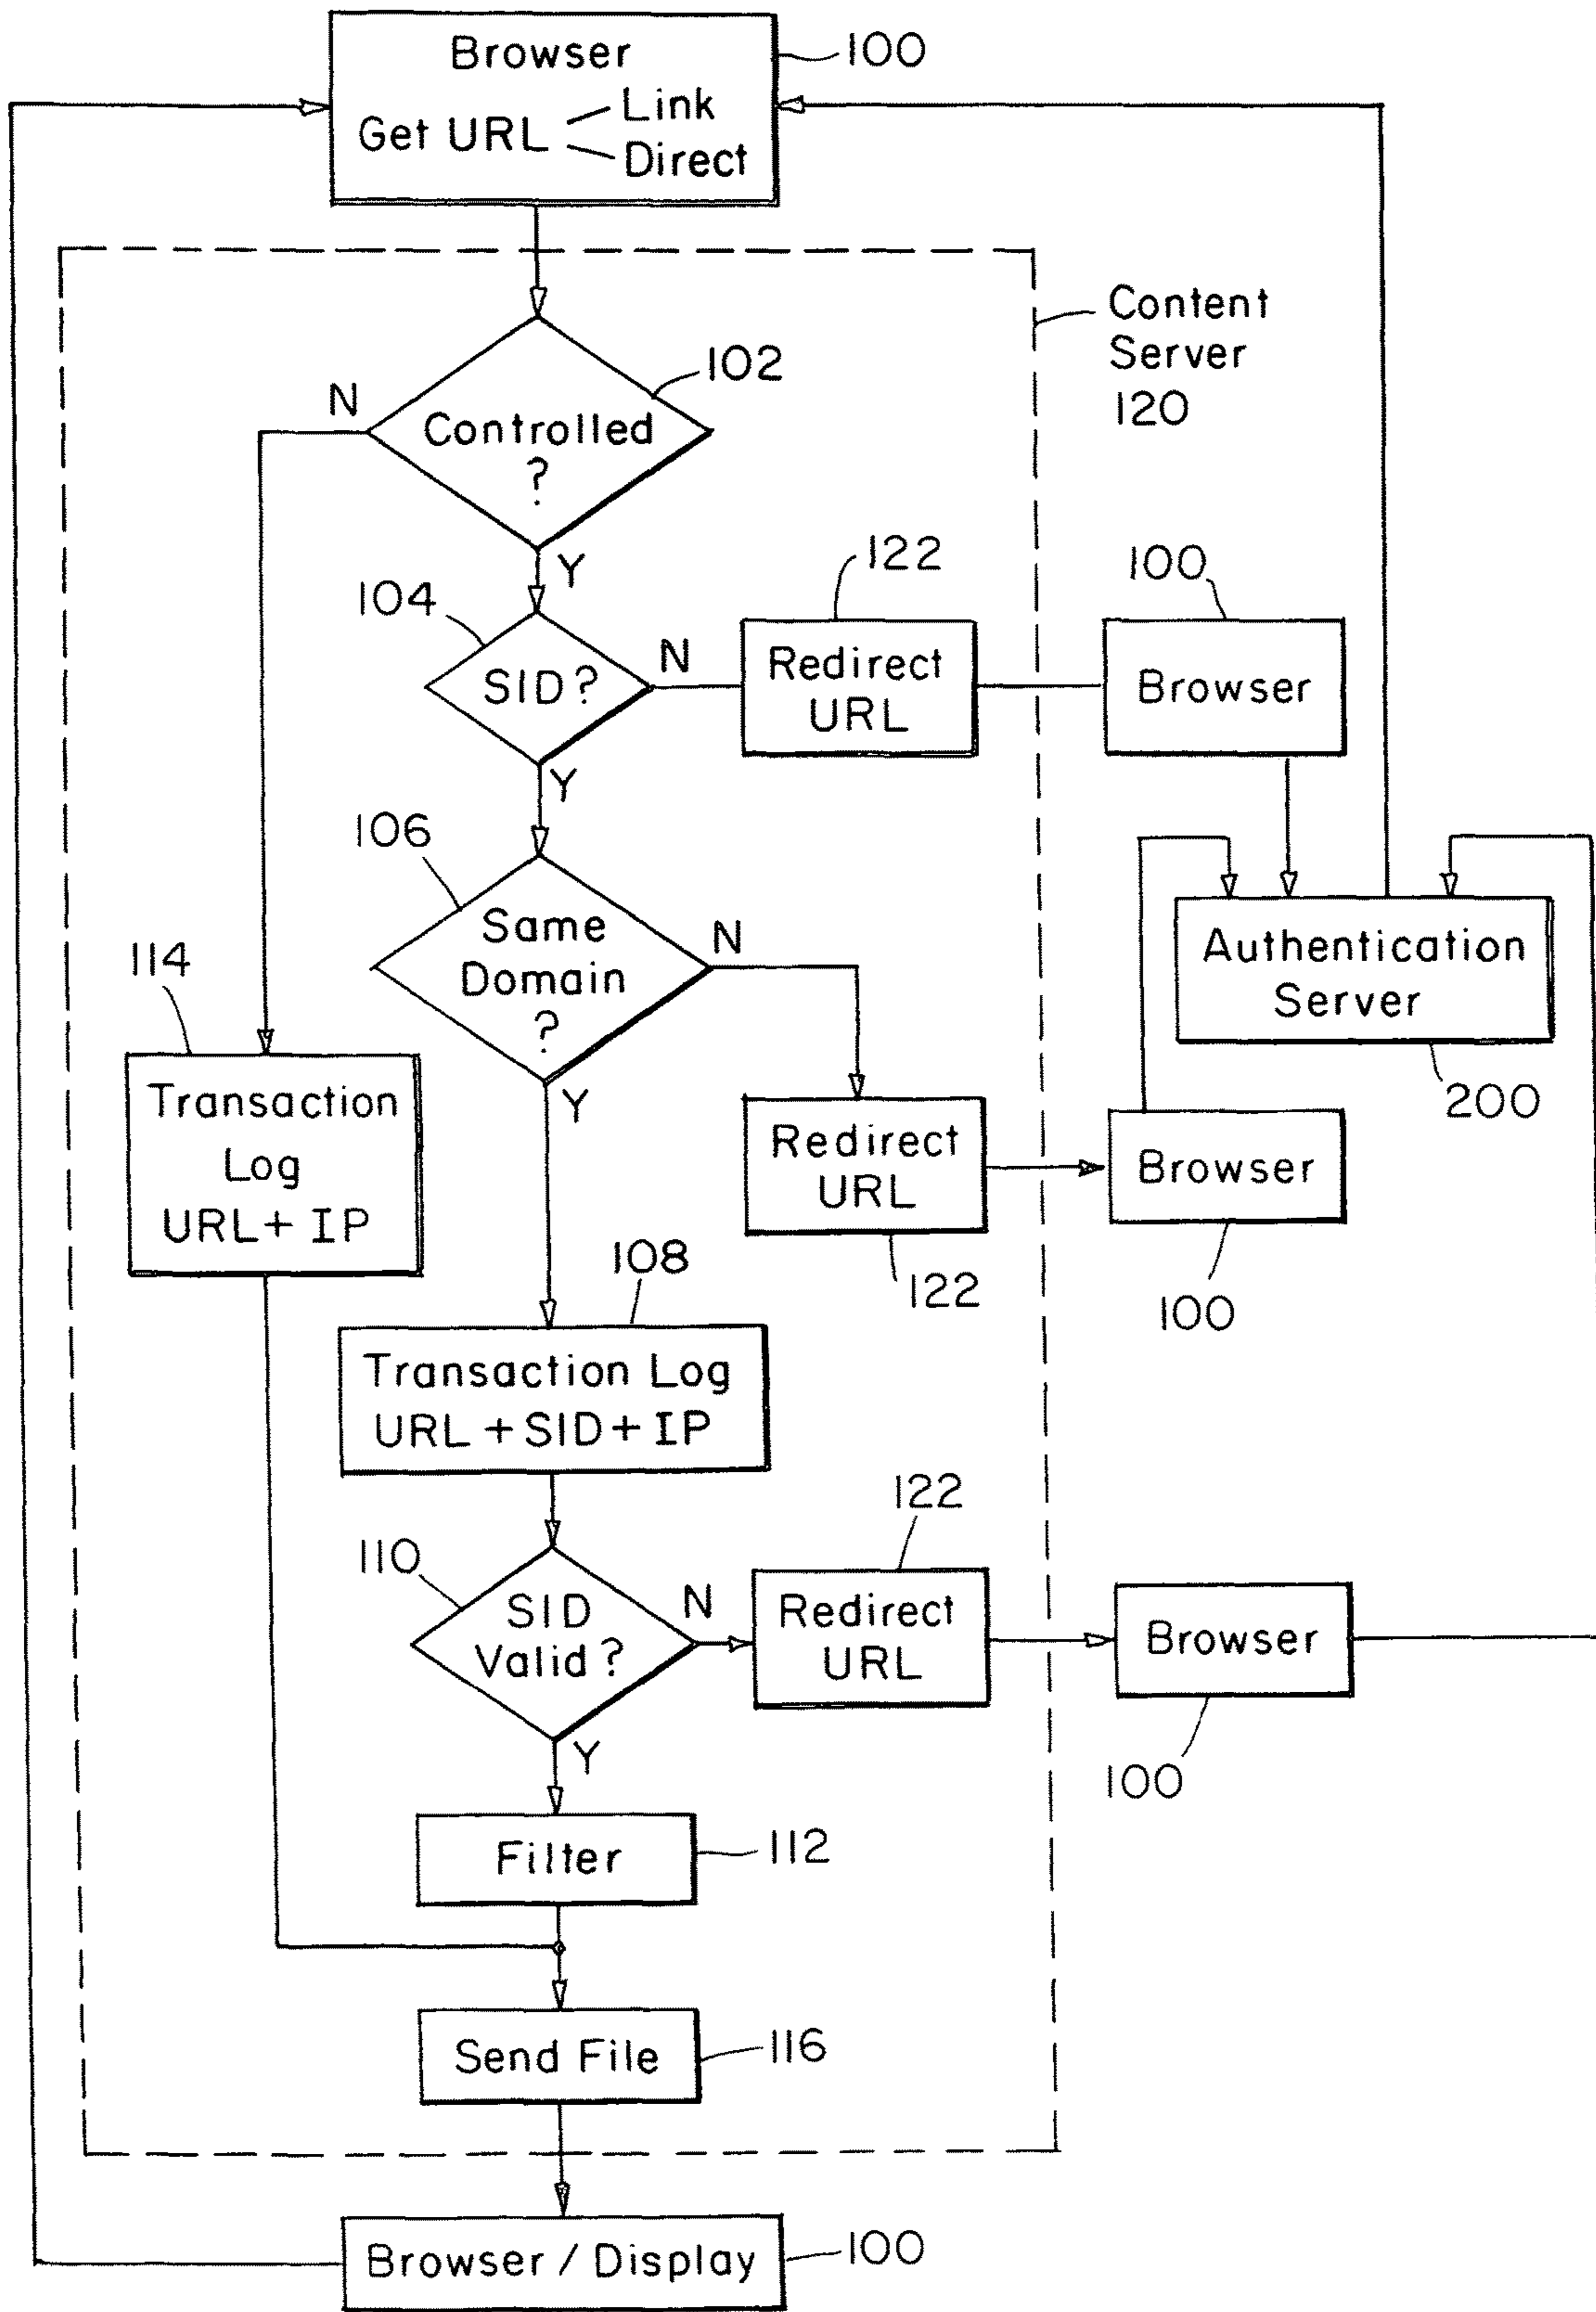 Browser
100
Get URL
Link
Direct
Content
Server
120
102
N
Controlled
?
Y
104
SID?
N
122
Redirect
URL
100
Browser
Y
106
Same
Domain
?
N
Authentication
Server
200
114
Transaction
Log
URL+ IP
Y
Redirect
URL
122
Browser
100
108
Transaction Log
URL + SID + IP
110
SID
Valid?
N
122
Redirect
URL
Browser
100
Y
Filter
112
Send File
116
Browser / Display
100